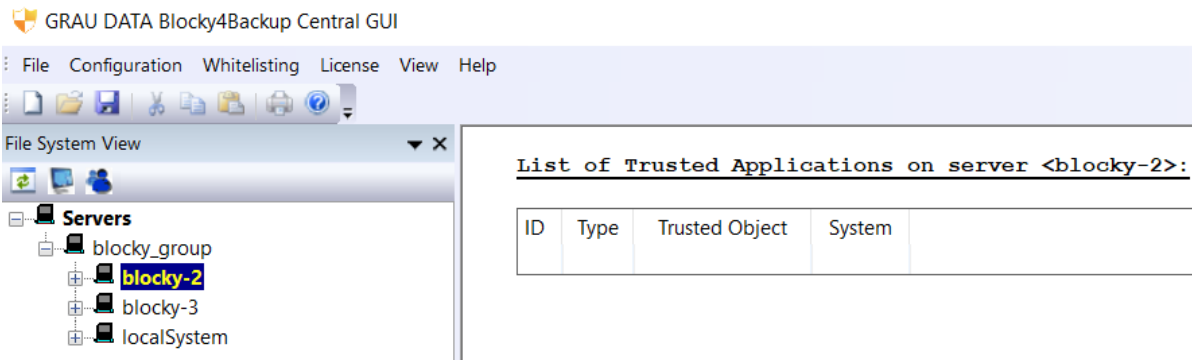 GRAU DATA Blocky4Backup Central GUI
File Configuration Whitelisting License View Help
File System View
Servers
blocky_group
blocky-2
blocky-3
localSystem
List of Trusted Applications on server <blocky-2>:
ID Type Trusted Object System